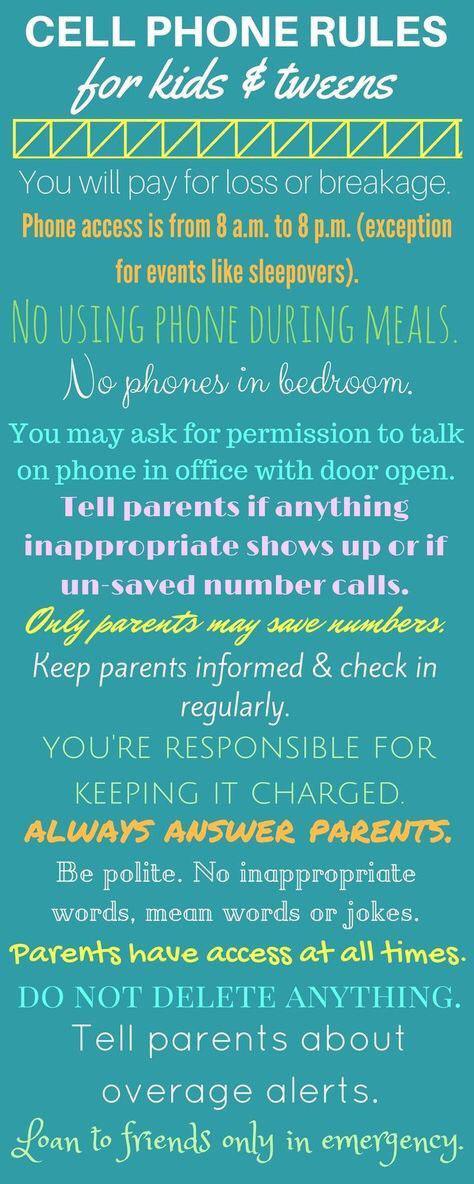 CELL PHONE RULES
for kids & tweens
You will pay for loss or breakage.
Phone access is from 8 a.m. to 8 p.m. (exception
for events like sleepovers).
No using phone during meals.
No phones in bedroom.
You may ask for permission to talk
on phone in office with door open.
Tell parents if anything
inappropriate shows up or if
un-saved number calls.
Only parents may save numbers.
Keep parents informed & check in
regularly.
YOU'RE RESPONSIBLE FOR
KEEPING IT CHARGED.
ALWAYS ANSWER PARENTS.
Be polite. No inappropriate
words, mean words or jokes.
Parents have access at all times.
DO NOT DELETE ANYTHING.
Tell parents about
overage alerts.
Loan to friends only in emergency.